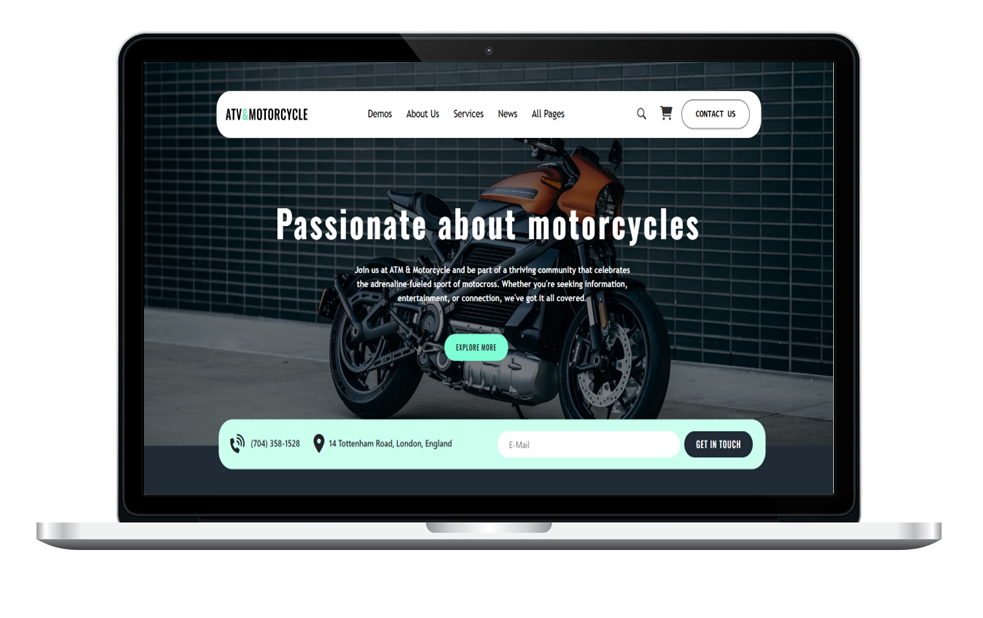 ATV&MOTORCYCLE
Demos About Us Services News All Pages
CONTACT US
Passionate about motorcycles
Join us at ATM & Motorcycle and be part of a thriving community that celebrates
the adrenaline-fueled sport of motocross. Whether you're seeking information,
entertainment, or connection, we've got it all covered.
EXPLORE MORE
(704) 358-1528
14 Tottenham Road, London, England
E-Mail
GET IN TOUCH